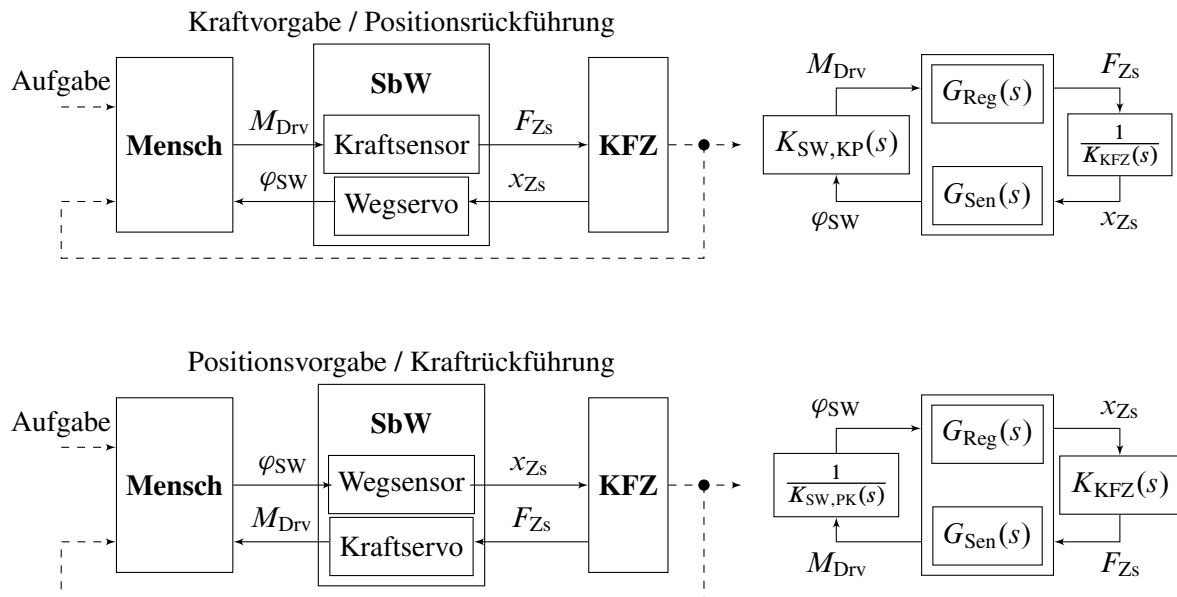 Kraftvorgabe / Positionsrückführung
Aufgabe
SbW
Mensch
M_Drv
Kraftsensor
F_Zs
KFZ
φ_SW
Wegservo
x_Zs
M_Drv
G_Reg(s)
F_Zs
K_SW,KP(s)
1
K_KFZ(s)
G_Sen(s)
φ_SW
x_Zs
Positionsvorgabe / Kraftrückführung
Aufgabe
SbW
Mensch
φ_SW
Wegsensor
x_Zs
KFZ
M_Drv
Kraftservo
F_Zs
φ_SW
G_Reg(s)
x_Zs
1
K_SW,PK(s)
K_KFZ(s)
G_Sen(s)
M_Drv
F_Zs